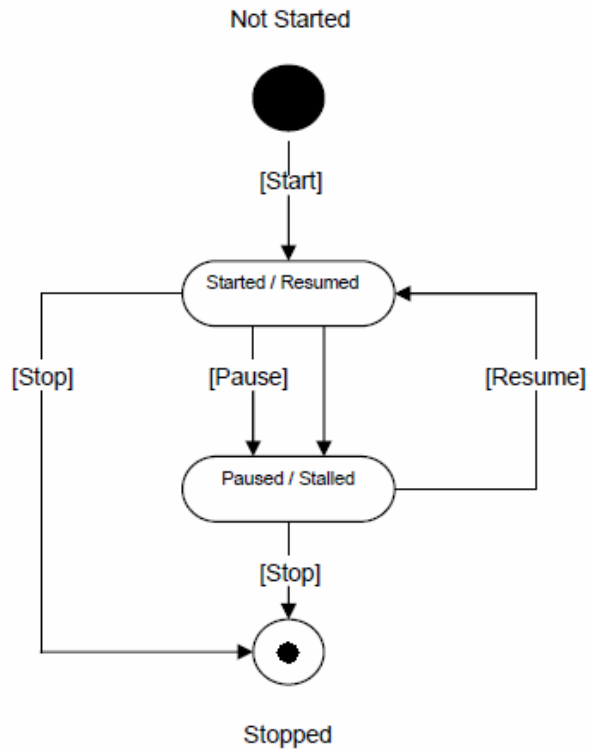 Not Started
[Start]
Started / Resumed
[Stop]
[Pause]
[Resume]
Paused / Stalled
[Stop]
Stopped